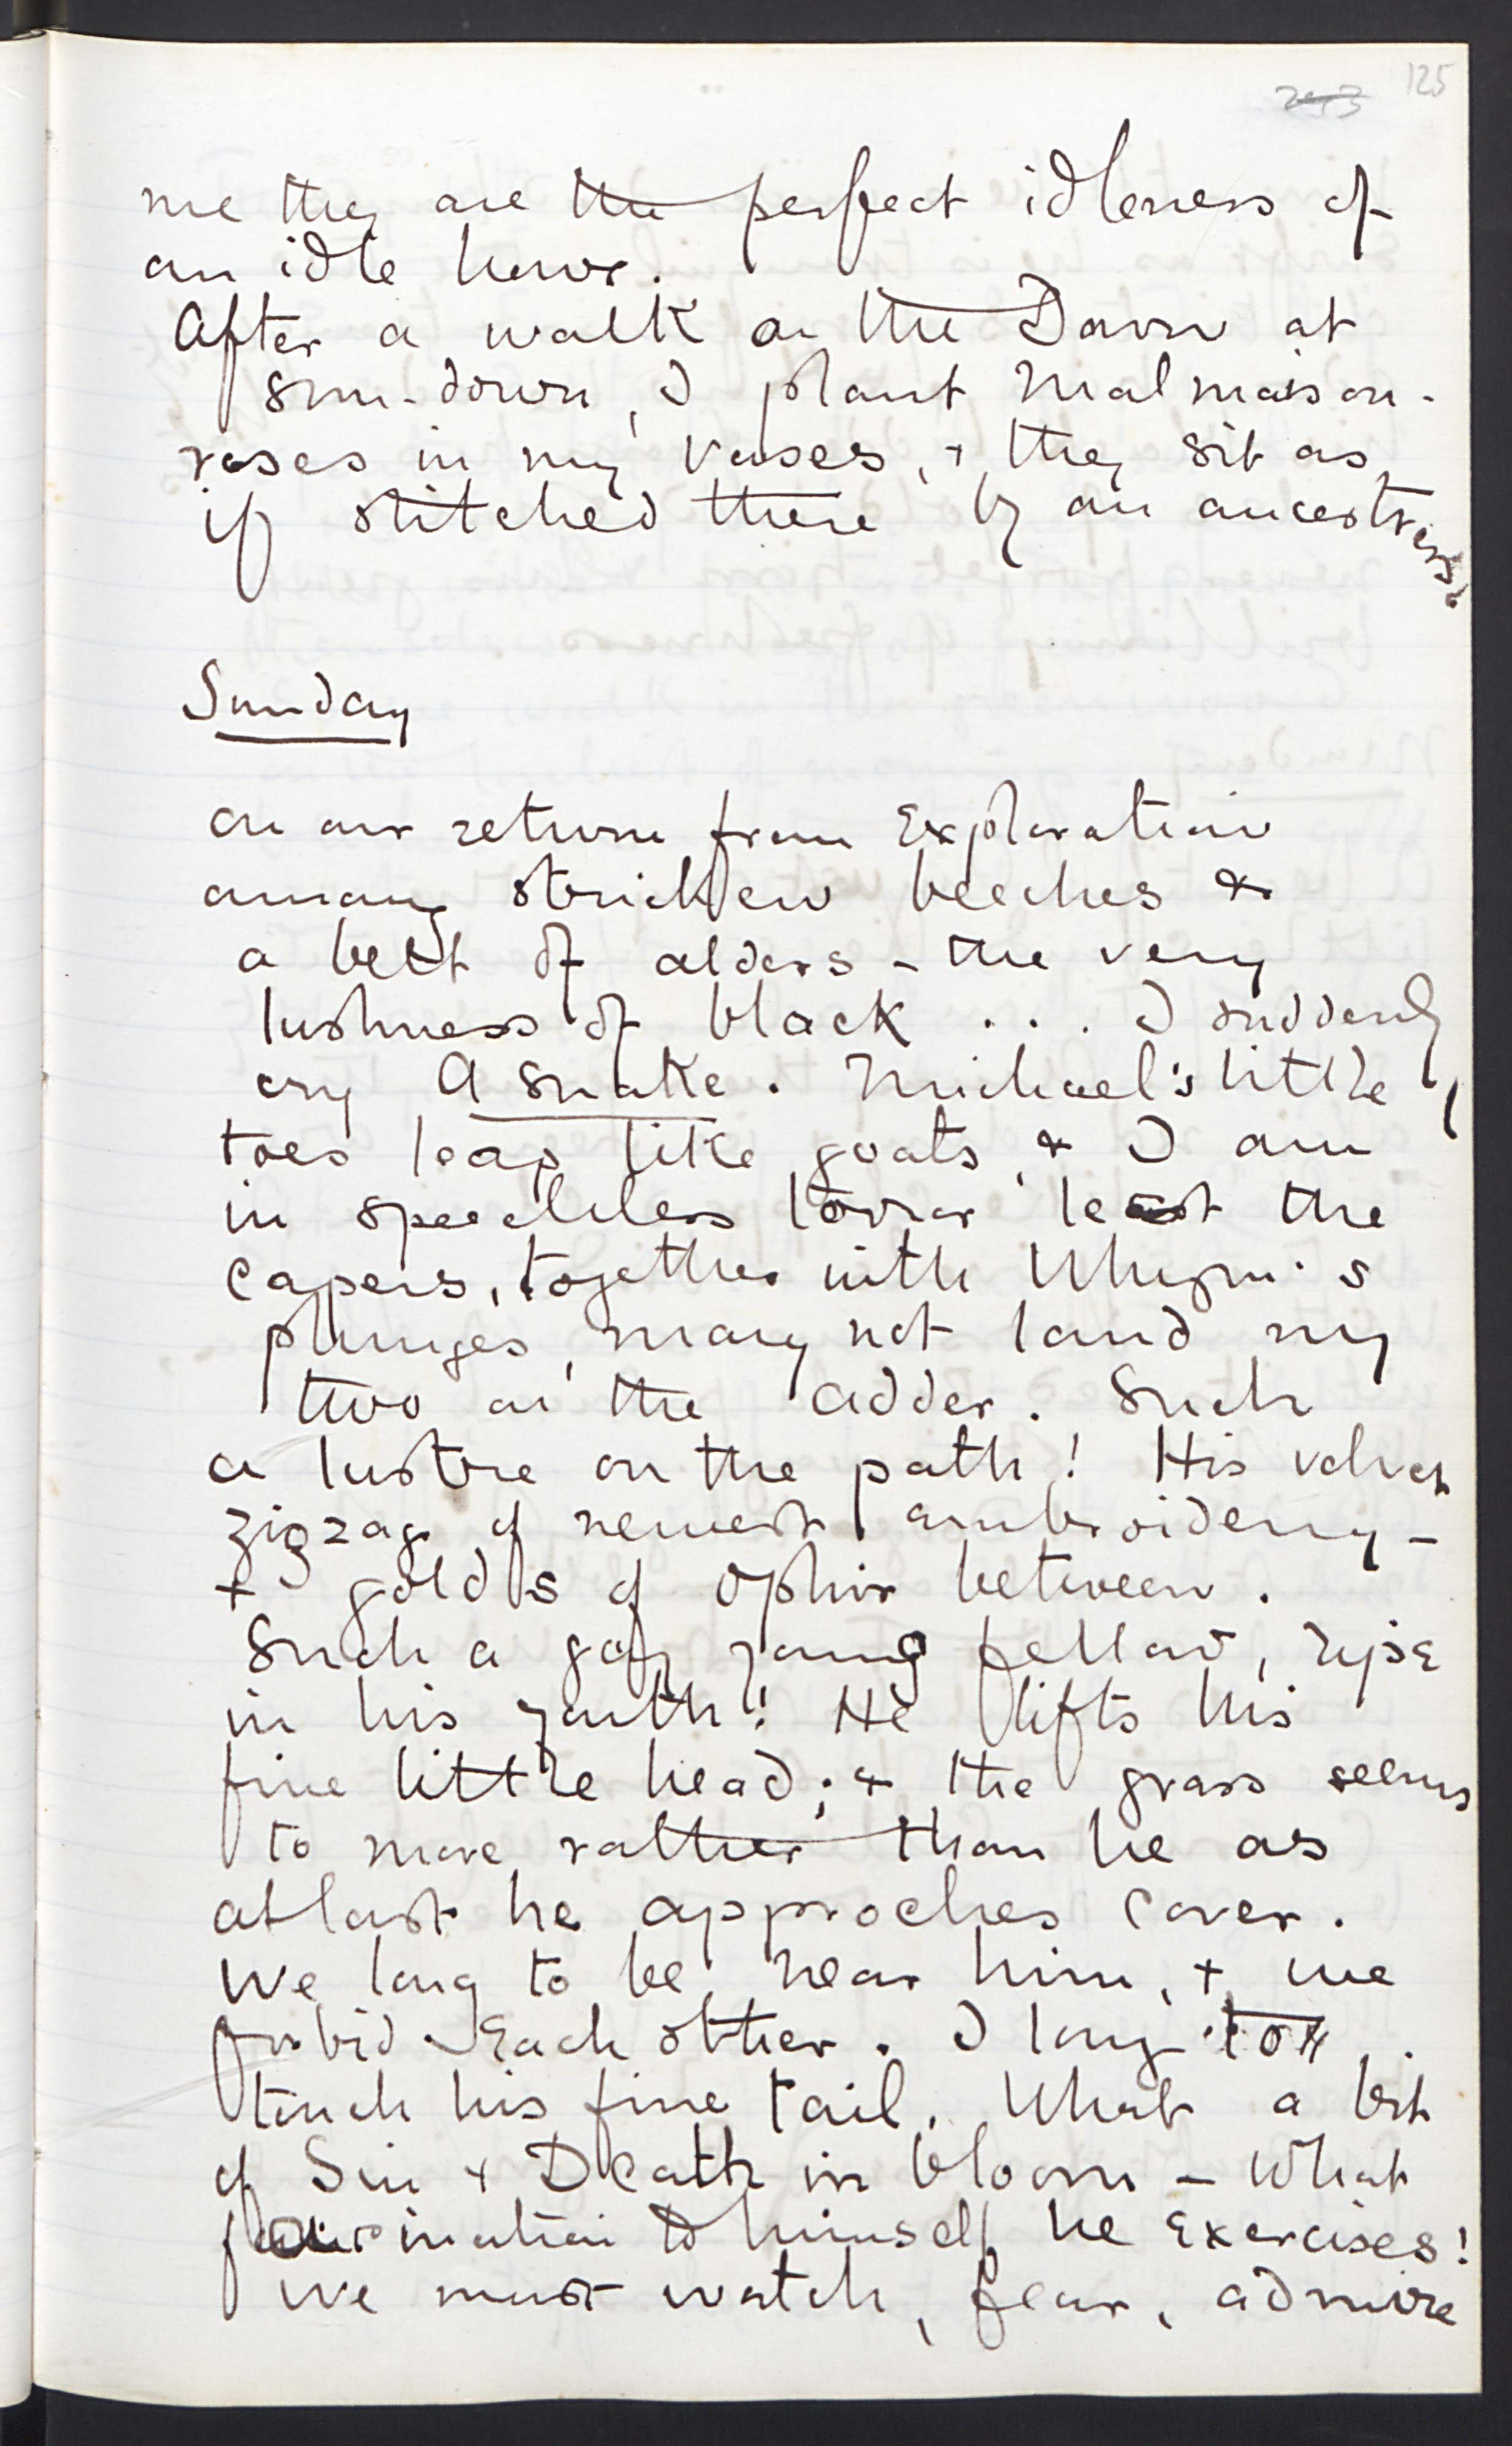 125
me they are the perfect idleness of
an idle hour.
After a walk on the Down at
sun-down, I plant Malmaison-
roses in my vases, & they sit as
if stitched there by an ancestress.
Sunday
On our return from Exploration
among stricken beeches &
a belt of alders - the very
lushness of black ... I suddenly
cry A snake. Michael's little
toes leap like goats, & I am
in speechless terror lest the
capers, together with Whym's
plunges, may not land my
two on the adder. Such
a lustre on the path! His velvet
zigzag of newest embroidery -
+ golds of Ophir between.
Such a gay young fellow, ripe
in his youth! He lifts his
fine little head; & the grass seems
to move rather than he as
at last he approches cover.
We long to be near him, + we
forbid Each other. I long to
touch his fine tail. What a bit
of Sin & Death in bloom - What
fascination to himself he Exercises!
We must watch, fear, admire